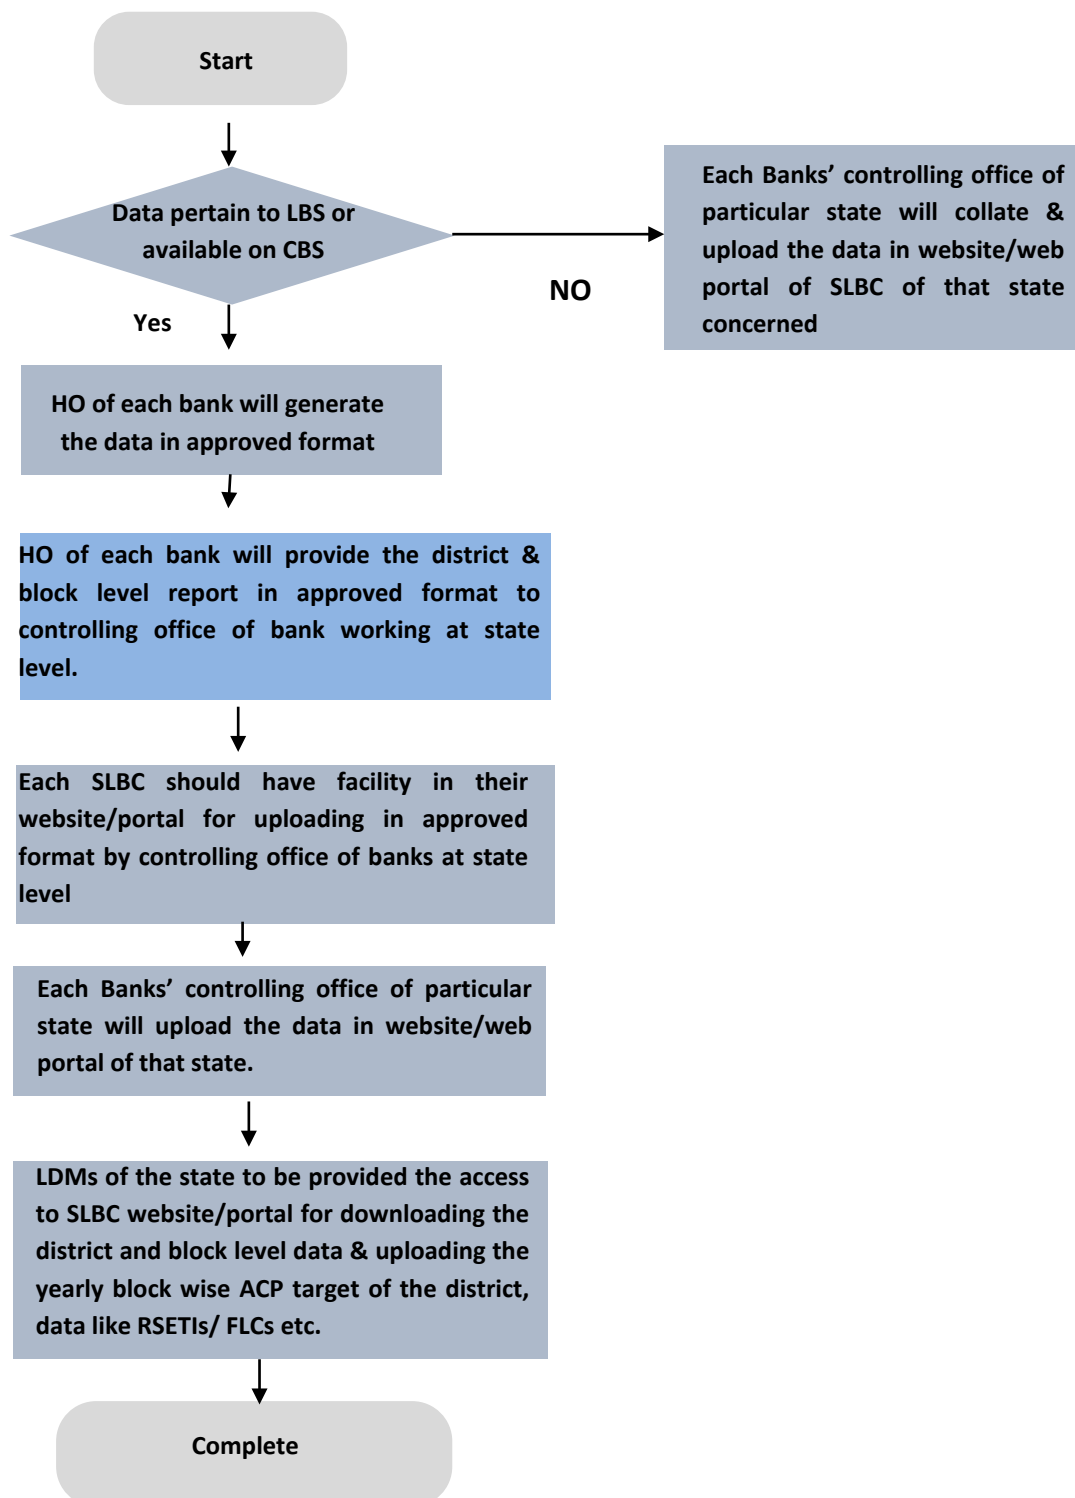 Start
Data pertain to LBS or
available on CBS
NO
Each Banks’ controlling office of
particular state will collate &
upload the data in website/web
portal of SLBC of that state
concerned
Yes
HO of each bank will generate
the data in approved format
HO of each bank will provide the district &
block level report in approved format to
controlling office of bank working at state
level.
Each SLBC should have facility in their
website/portal for uploading in approved
format by controlling office of banks at state
level
Each Banks’ controlling office of particular
state will upload the data in website/web
portal of that state.
LDMs of the state to be provided the access
to SLBC website/portal for downloading the
district and block level data & uploading the
yearly block wise ACP target of the district,
data like RSETIs/ FLCs etc.
Complete